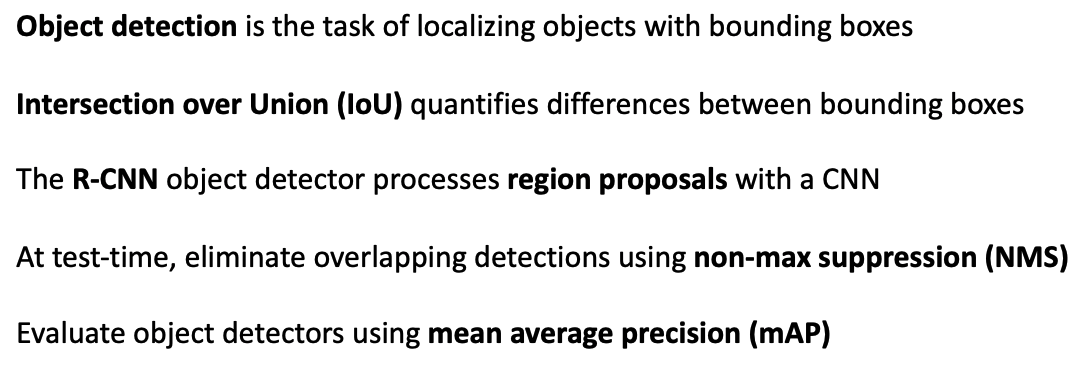 Object detection is the task of localizing objects with bounding boxes
Intersection over Union (IoU) quantifies differences between bounding boxes
The R-CNN object detector processes region proposals with a CNN
At test-time, eliminate overlapping detections using non-max suppression (NMS)
Evaluate object detectors using mean average precision (mAP)